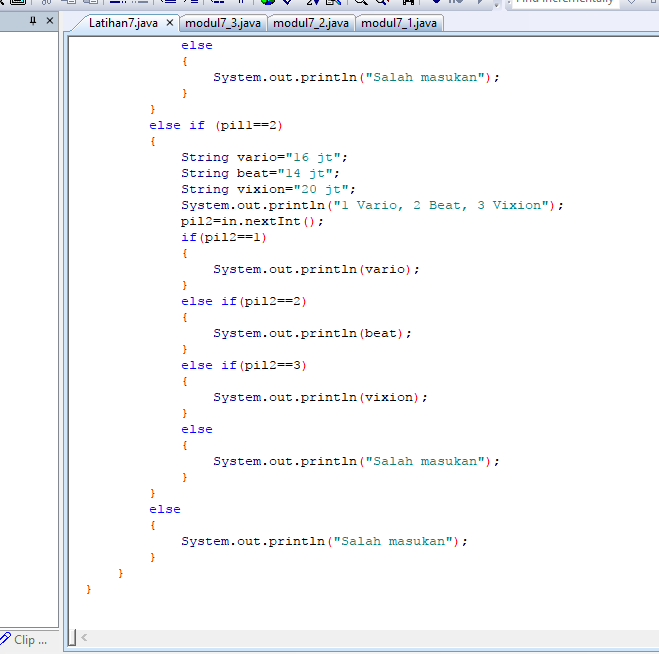 Find Incrementally
Latihan7.java modul7_3.java modul7_2.java modul7_1.java
else
{
System.out.println("Salah masukan");
}
}
else if (pil1==2)
{
String vario="16 jt";
String beat="14 jt";
String vixion="20 jt";
System.out.println("1 Vario, 2 Beat, 3 Vixion");
pil2=in.nextInt();
if(pil2==1)
{
System.out.println(vario);
}
else if(pil2==2)
{
System.out.println(beat);
}
else if(pil2==3)
{
System.out.println(vixion);
}
else
{
System.out.println("Salah masukan");
}
}
else
{
System.out.println("Salah masukan");
}
}
}
Clip ...